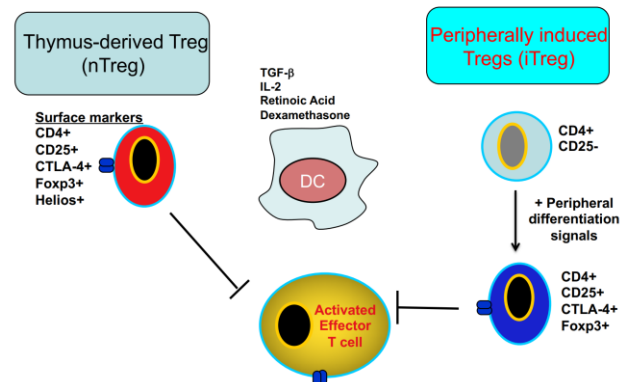 Thymus-derived Treg
(nTreg)
Surface markers
CD4+
CD25+
CTLA-4+
Foxp3+
Helios+
TGF-β
IL-2
Retinoic Acid
Dexamethasone
DC
Peripherally induced
Tregs (iTreg)
CD4+
CD25-
+ Peripheral
differentiation
signals
CD4+
CD25+
CTLA-4+
Foxp3+
Activated
Effector
T cell